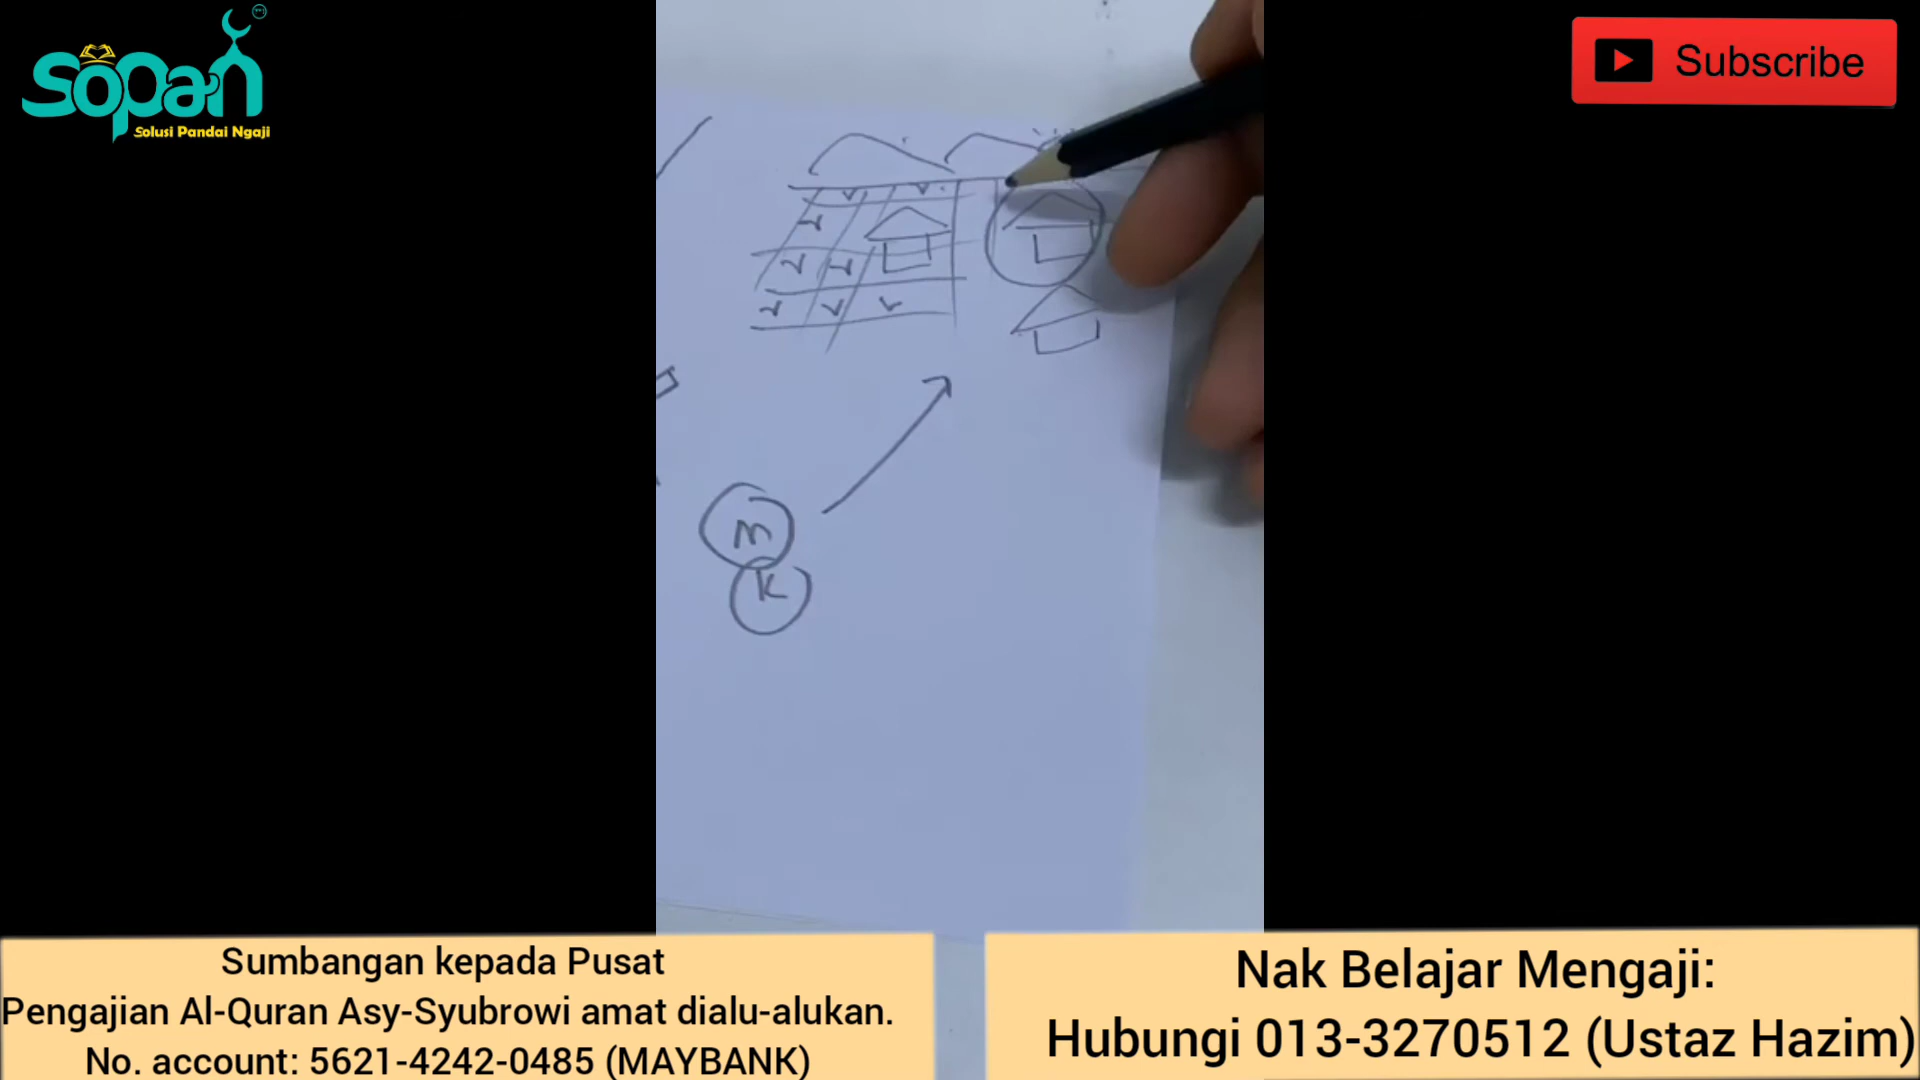 Sopan
Solusi Pandai Ngaji
Subscribe
M
K
Sumbangan kepada Pusat
Pengajian Al-Quran Asy-Syubrowi amat dialu-alukan.
No. account: 5621-4242-0485 (MAYBANK)
Nak Belajar Mengaji:
Hubungi 013-3270512 (Ustaz Hazim)